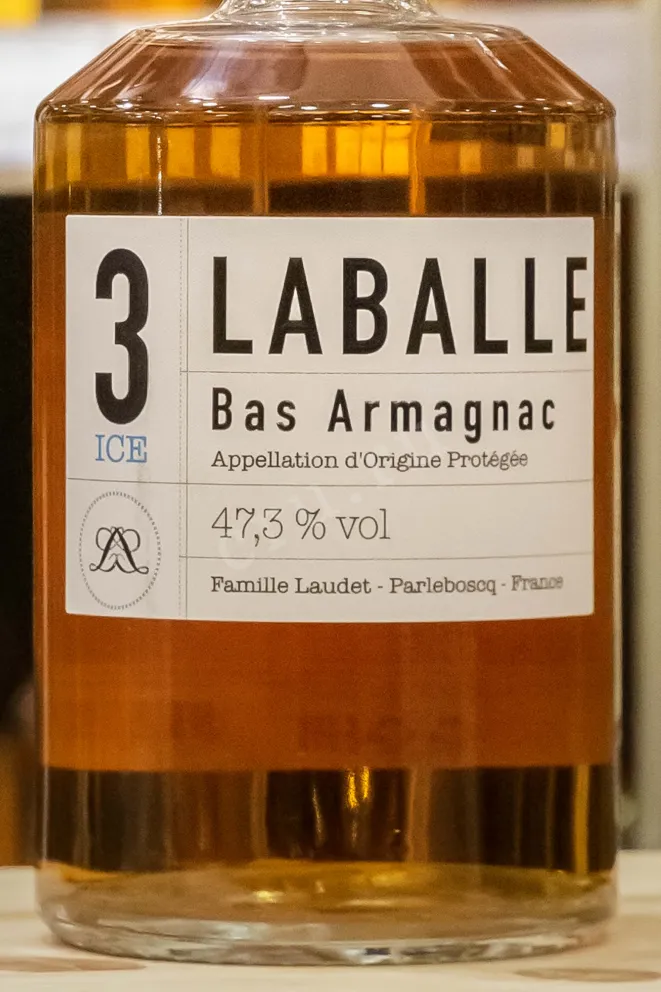 3
ICE
LABALLE
Bas Armagnac
Appellation d'Origine Protégée
47,3 % vol
Famille Laudet - Parleboscq - France